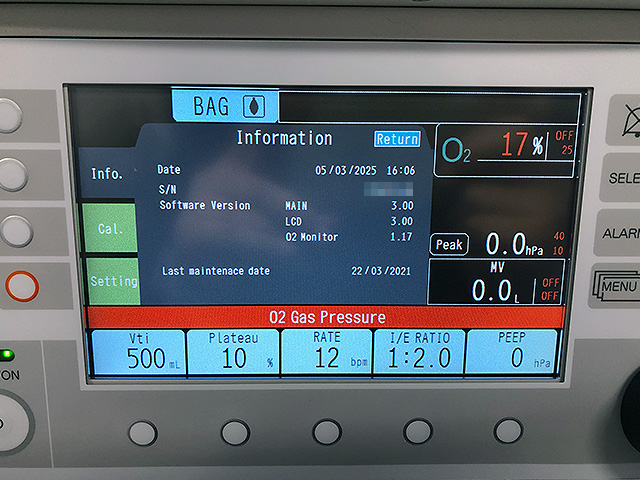 BAG
Information Return
Info.
Date 05/03/2025 16:06
S/N
Software Version MAIN 3.00
LCD 3.00
O2 Monitor 1.17
Last maintenece date 22/03/2021
Cal.
Setting
O2 17 % OFF 25
Peak 0.0 hPa 40 10
MV
0.0 L OFF OFF
O2 Gas Pressure
Vti Plateau RATE I/E RATIO PEEP
500 mL 10 % 12 bpm 1:2.0 0 hPa
SELE
ALARM
MENU
ON